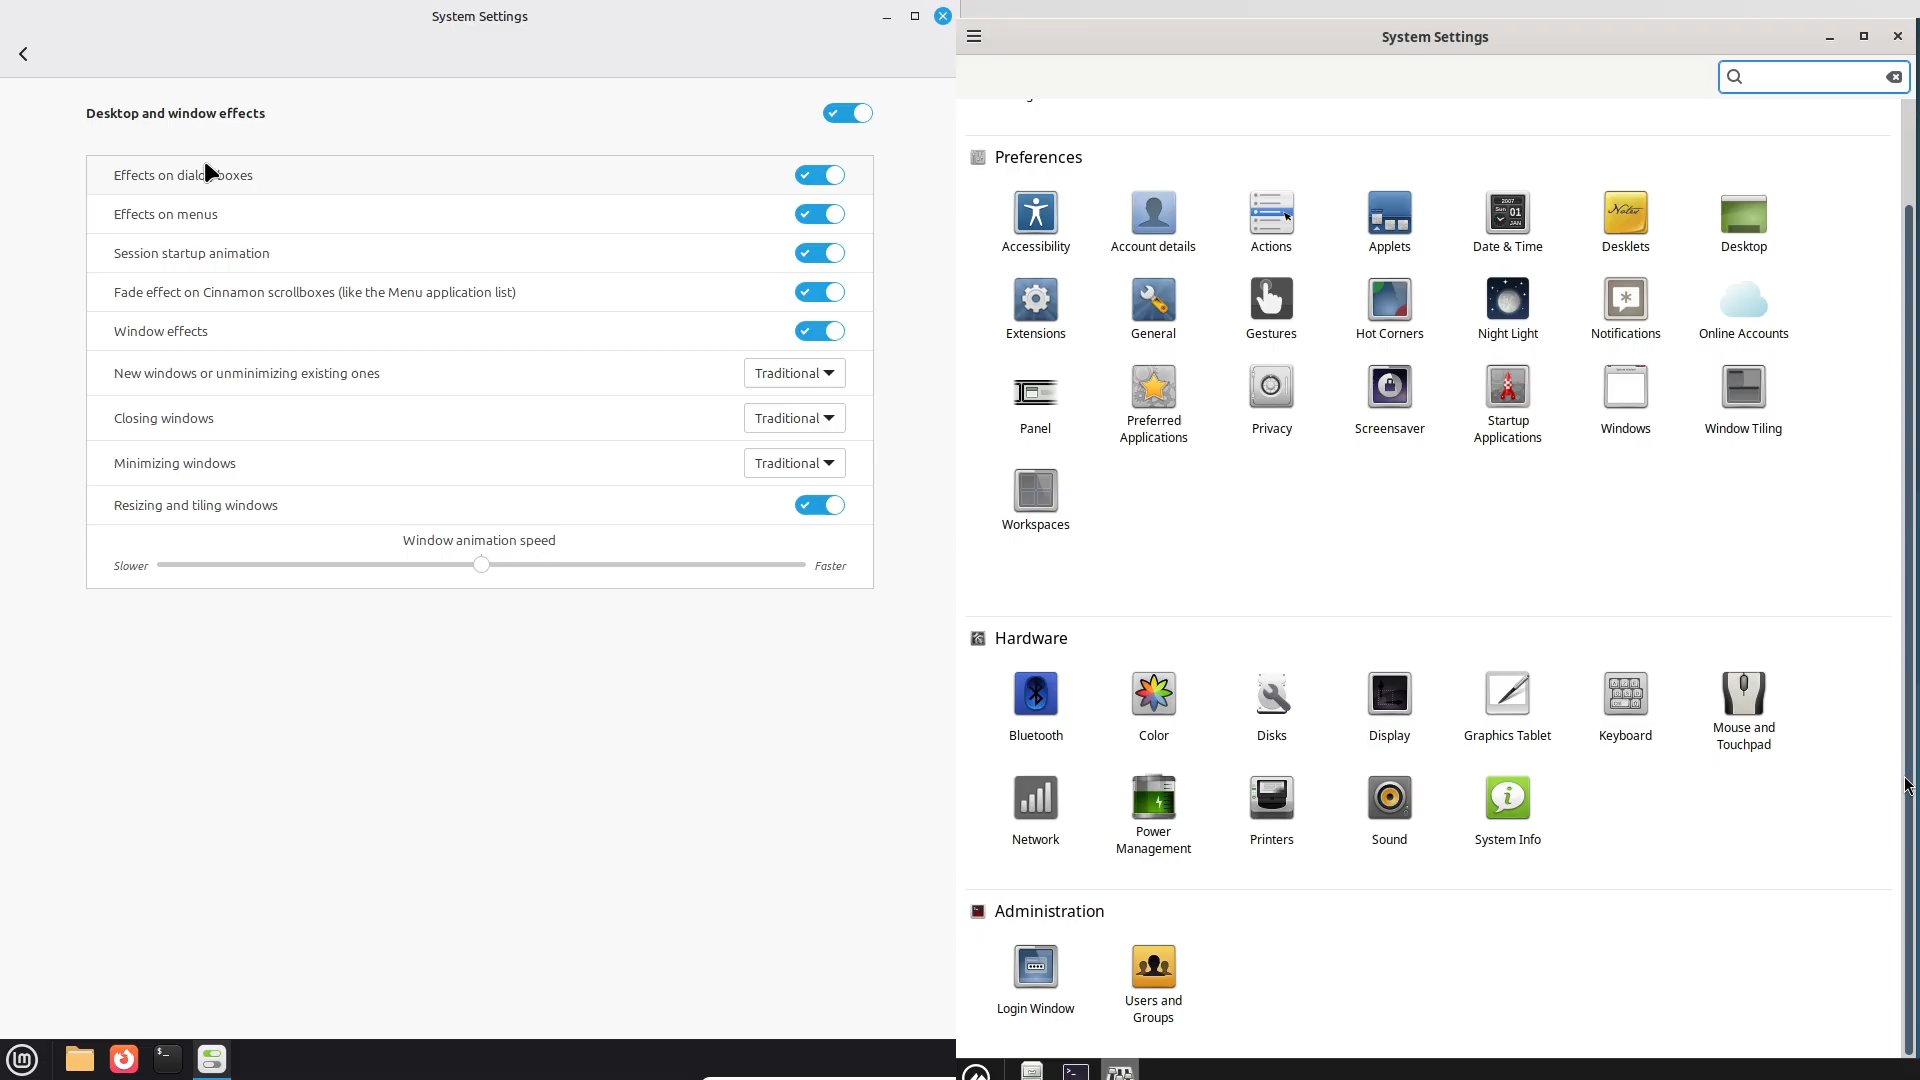 System Settings
Desktop and window effects
Effects on dialo boxes
Effects on menus
Session startup animation
Fade effect on Cinnamon scrollboxes (like the Menu application list)
Window effects
New windows or unminimizing existing ones Traditional
Closing windows Traditional
Minimizing windows Traditional
Resizing and tiling windows
Window animation speed
Slower Faster
System Settings
Preferences
Accessibility Account details Actions Applets Date & Time Desklets Desktop
Extensions General Gestures Hot Corners Night Light Notifications Online Accounts
Panel Preferred Applications Privacy Screensaver Startup Applications Windows Window Tiling
Workspaces
Hardware
Bluetooth Color Disks Display Graphics Tablet Keyboard Mouse and Touchpad
Network Power Management Printers Sound System Info
Administration
Login Window Users and Groups